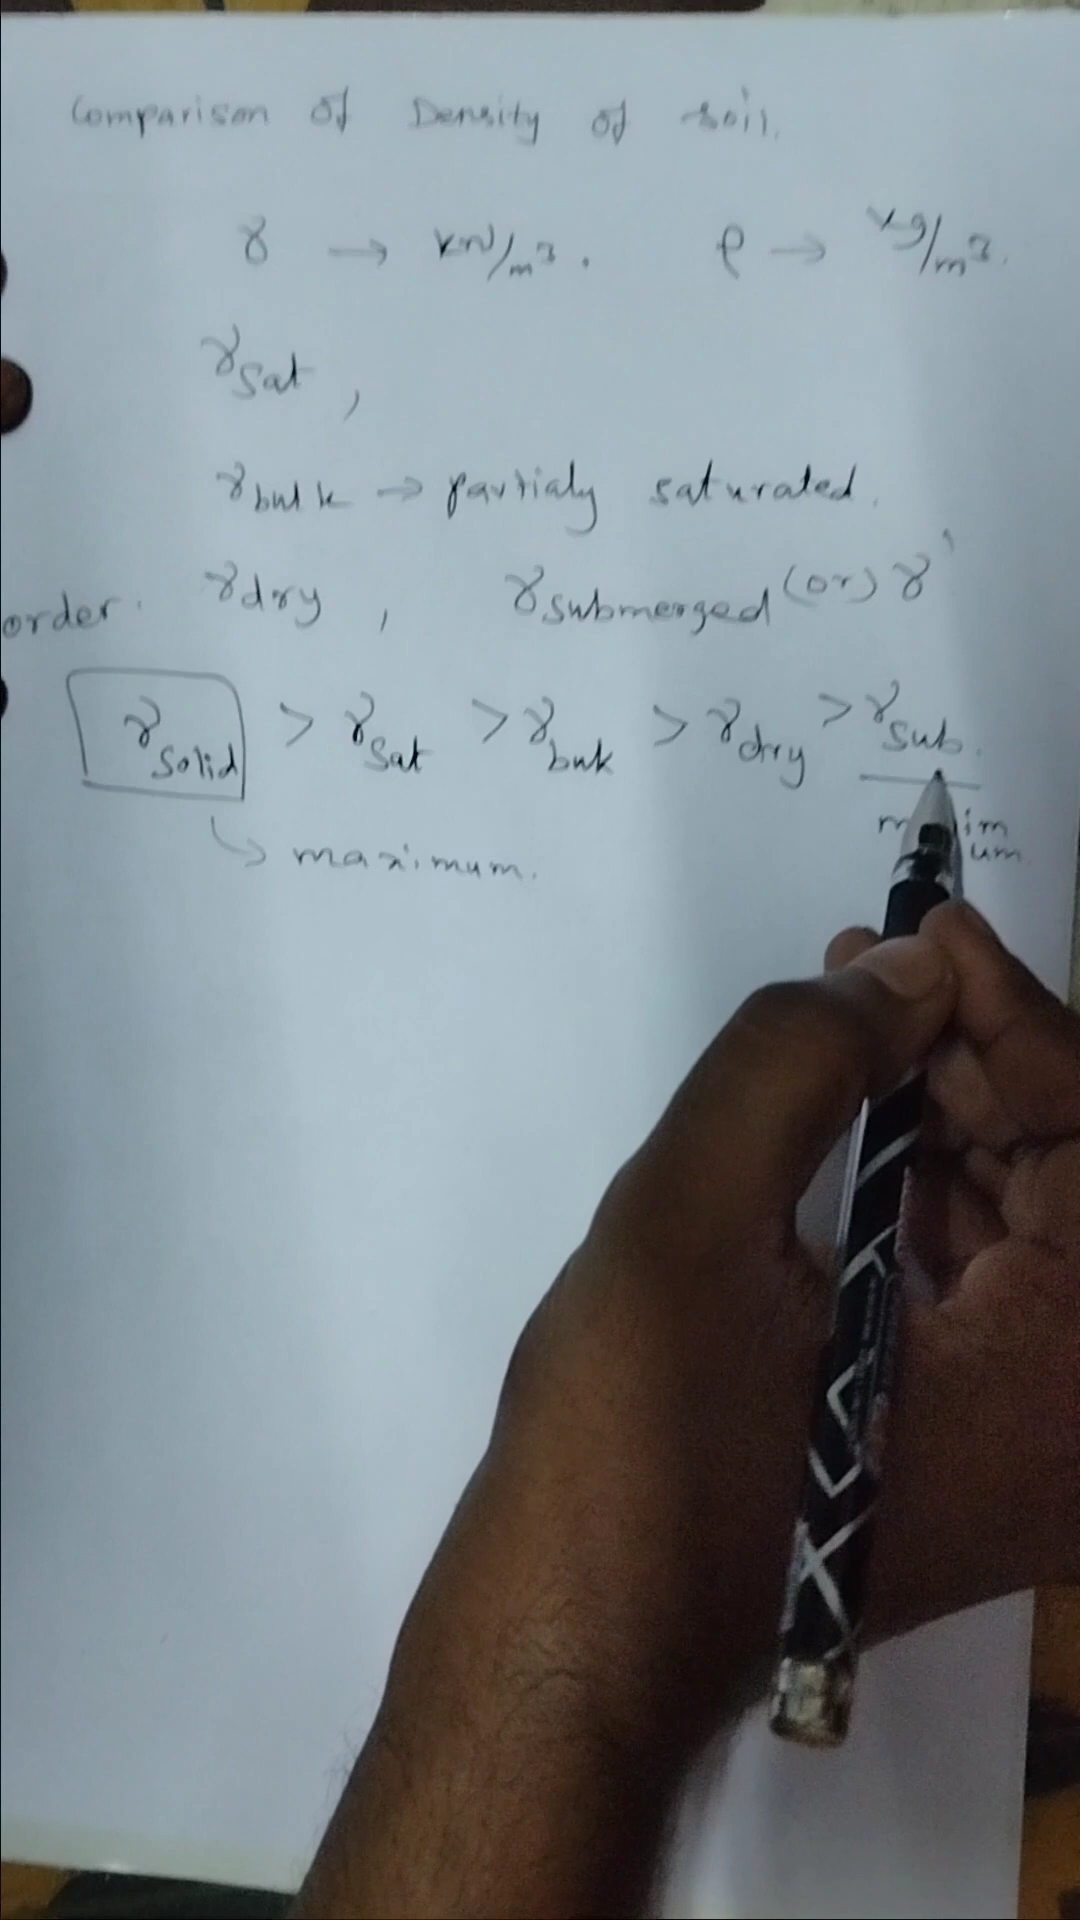 Comparison of Density of soil.
γ → kN/m³. ρ → kg/m³.
γsat ,
γbulk → partialy saturated.
order. γdry , γsubmerged (or) γ'
γsolid > γsat > γbuk > γdry > γsub.
↳ maximum.